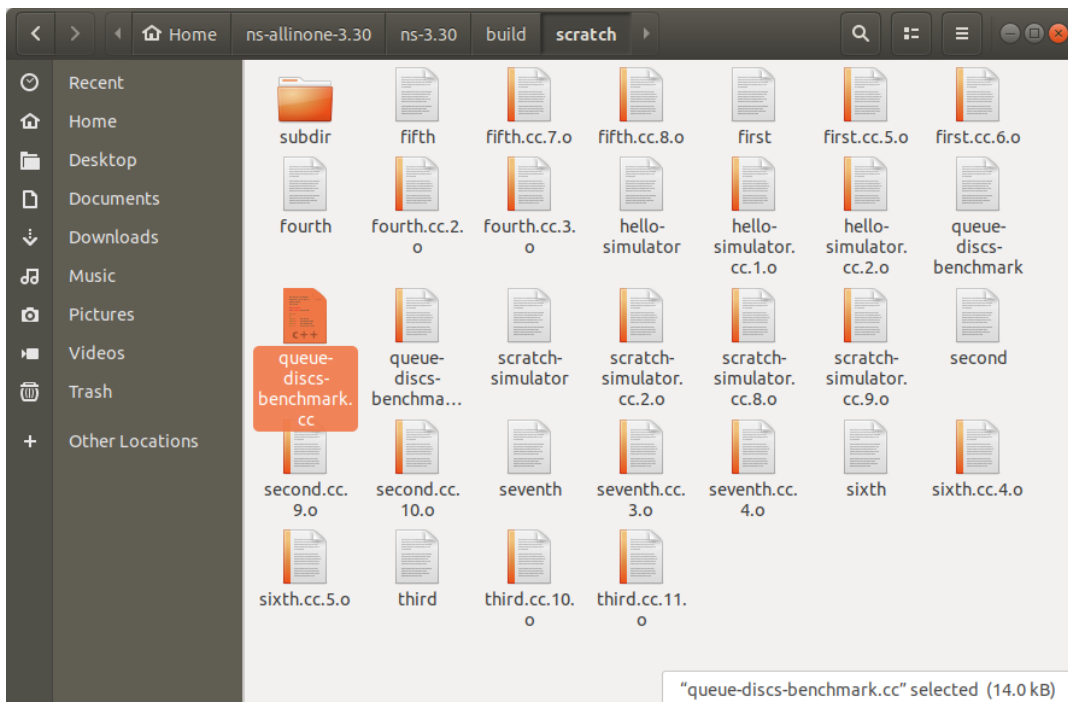 Home ns-allinone-3.30 ns-3.30 build scratch
Recent
Home
Desktop
Documents
Downloads
Music
Pictures
Videos
Trash
Other Locations
subdir fifth fifth.cc.7.o fifth.cc.8.o first first.cc.5.o first.cc.6.o
fourth fourth.cc.2. fourth.cc.3. hello- hello- hello- queue-
o o simulator simulator. simulator. discs-
cc.1.o cc.2.o benchmark
C++
queue- queue- scratch- scratch- scratch- scratch- second
discs- discs- simulator simulator. simulator. simulator.
benchmark. benchma... cc.2.o cc.8.o cc.9.o
cc
second.cc. second.cc. seventh seventh.cc. seventh.cc. sixth sixth.cc.4.o
9.o 10.o 3.o 4.o
sixth.cc.5.o third third.cc.10. third.cc.11.
o o
“queue-discs-benchmark.cc” selected (14.0 kB)